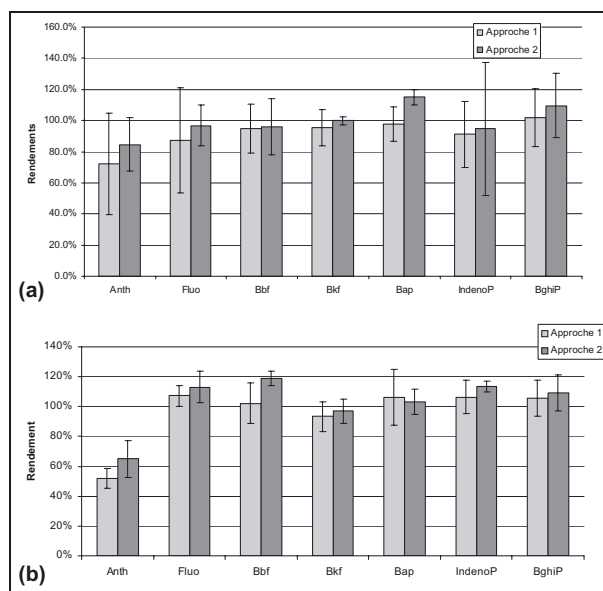 Approche 1
Approche 2
160.0%
140.0%
120.0%
100.0%
80.0%
60.0%
40.0%
20.0%
0.0%
Rendements
Anth Fluo Bbf Bkf Bap IndenoP BghiP
(a)
Approche 1
Approche 2
140%
120%
100%
80%
60%
40%
20%
0%
Rendement
Anth Fluo Bbf Bkf Bap IndenoP BghiP
(b)